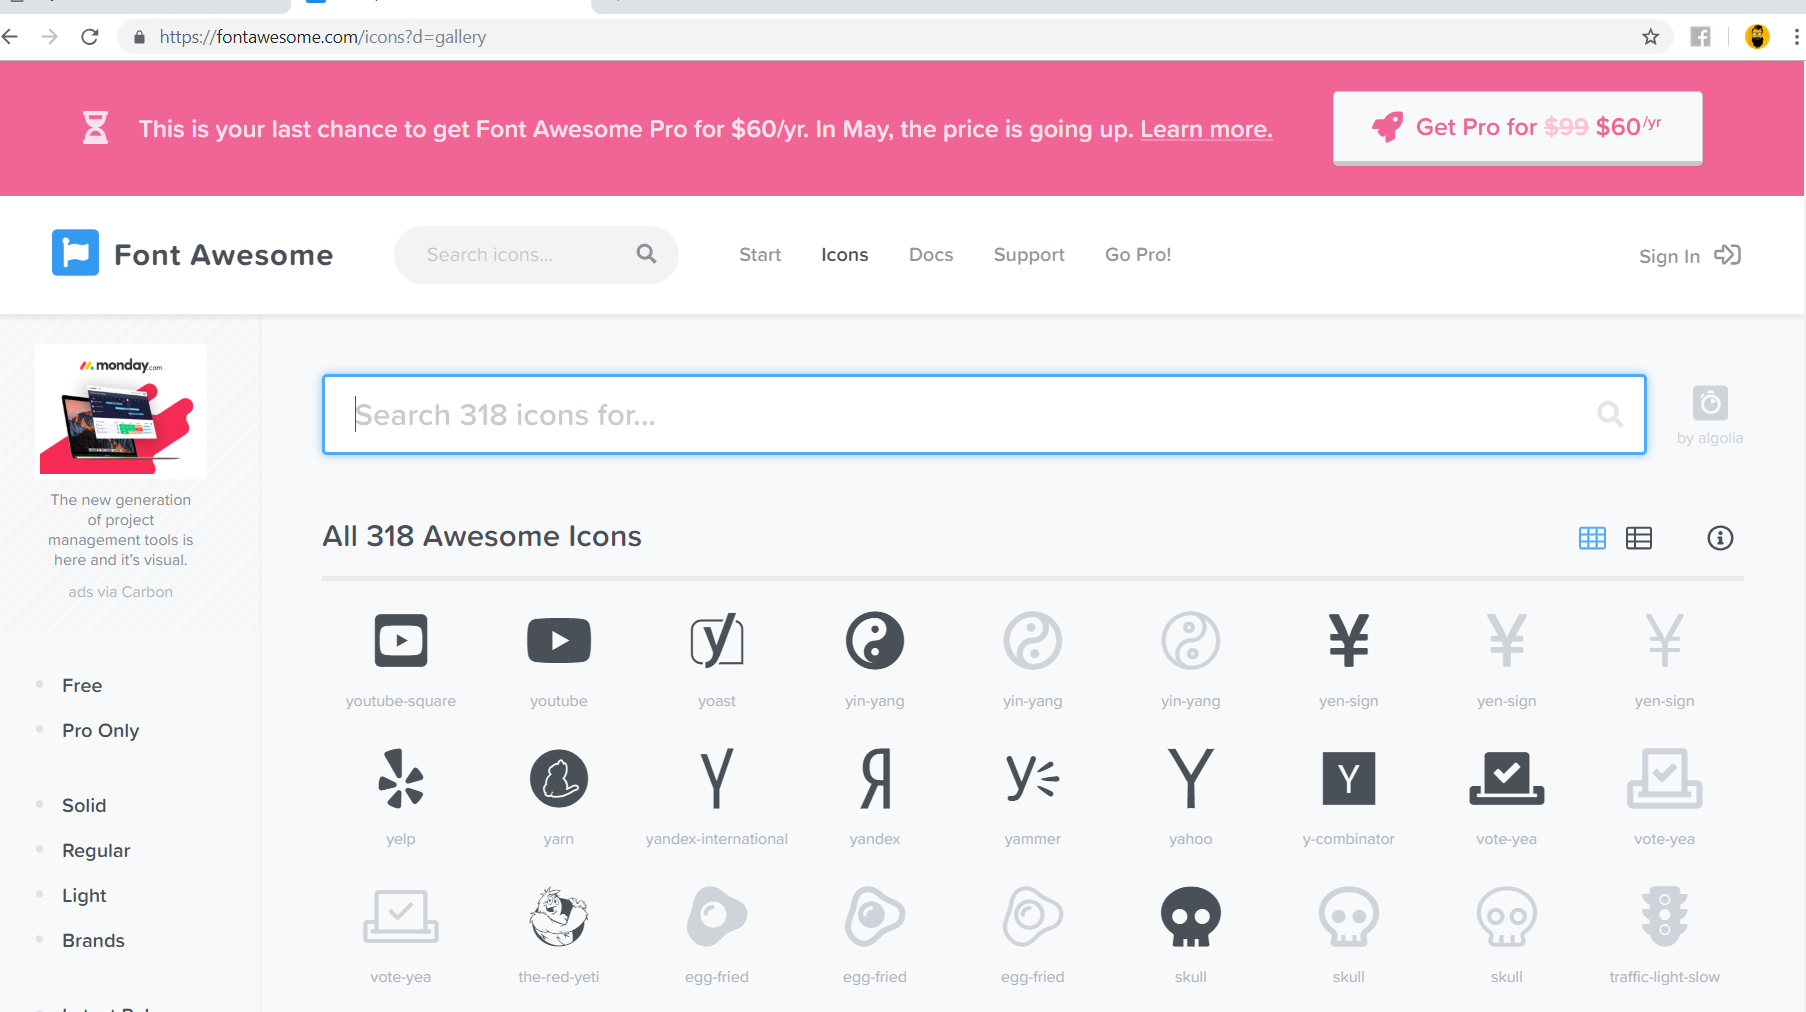 https://fontawesome.com/icons?d=gallery
This is your last chance to get Font Awesome Pro for $60/yr. In May, the price is going up. Learn more.
Get Pro for $99 $60/yr
Font Awesome
Search icons...
Start
Icons
Docs
Support
Go Pro!
Sign In
monday.com
The new generation
of project
management tools is
here and it's visual.
ads via Carbon
Search 318 icons for...
by algolia
All 318 Awesome Icons
youtube-square
youtube
yoast
yin-yang
yin-yang
yin-yang
yen-sign
yen-sign
yen-sign
yelp
yarn
yandex-international
yandex
yammer
yahoo
y-combinator
vote-yea
vote-yea
vote-yea
the-red-yeti
egg-fried
egg-fried
egg-fried
skull
skull
skull
traffic-light-slow
Free
Pro Only
Solid
Regular
Light
Brands